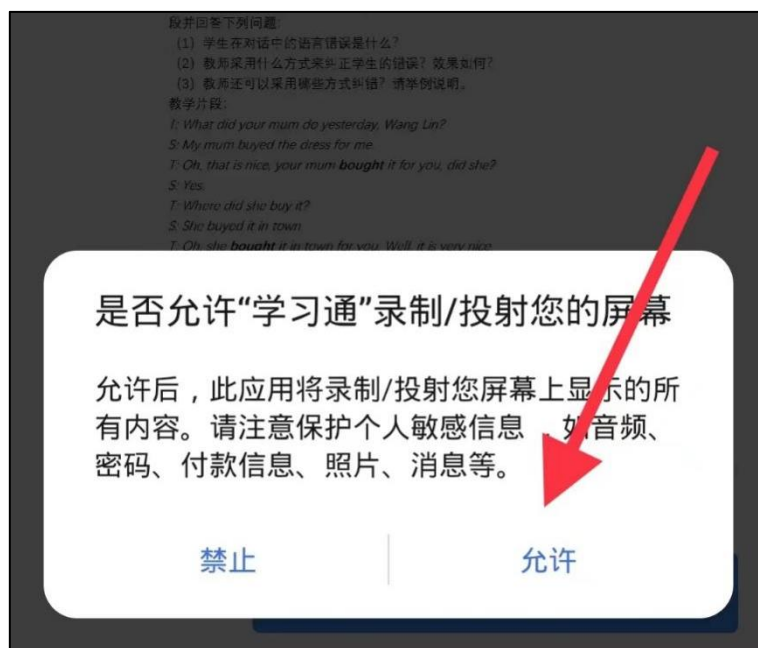 段并回答下列问题:
(1) 学生在对话中的语言错误是什么?
(2) 教师采用什么方式来纠正学生的错误? 效果如何?
(3) 教师还可以采用哪些方式纠错? 请举例说明。
教学片段:
T: What did your mum do yesterday, Wang Lin?
S: My mum buyed the dress for me.
T: Oh, that is nice, your mum bought it for you, did she?
S: Yes.
T: Where did she buy it?
S: She buyed it in town
T: Oh, she bought it in town for you. Well, it is very nice
是否允许“学习通”录制/投射您的屏幕
允许后,此应用将录制/投射您屏幕上显示的所
有内容。请注意保护个人敏感信息 ,如音频、
密码、付款信息、照片、消息等。
禁止
允许